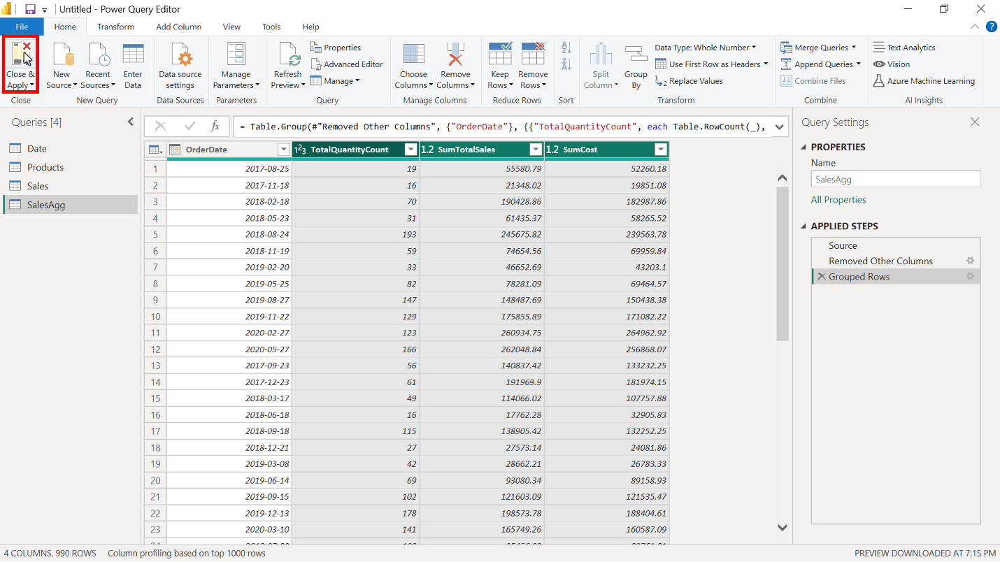 Untitled - Power Query Editor
File Home Transform Add Column View Tools Help
Close & Apply
New Source
Recent Sources
Enter Data
Data source settings
Manage Parameters
Refresh Preview
Properties
Advanced Editor
Manage
Choose Columns
Remove Columns
Keep Rows
Remove Rows
Split Column
Group By
Data Type: Whole Number
Use First Row as Headers
Replace Values
Merge Queries
Append Queries
Combine Files
Text Analytics
Vision
Azure Machine Learning
Close New Query Data Sources Parameters Query Manage Columns Reduce Rows Sort Transform Combine AI Insights
Queries [4]
Date
Products
Sales
SalesAgg
fx = Table.Group(#"Removed Other Columns", {"OrderDate"}, {{"TotalQuantityCount", each Table.RowCount(_),
OrderDate 123 TotalQuantityCount 1.2 SumTotalSales 1.2 SumCost
1 2017-08-25 19 55580.79 52260.18
2 2017-11-18 16 21348.02 19851.08
3 2018-02-18 70 190428.86 182987.86
4 2018-05-23 31 61435.37 58265.52
5 2018-08-24 193 245675.82 239563.78
6 2018-11-19 59 74654.56 69959.84
7 2019-02-20 33 46652.69 43203.1
8 2019-05-25 82 78281.09 69464.57
9 2019-08-27 147 148487.69 150438.38
10 2019-11-22 129 175855.89 171082.22
11 2020-02-27 123 260934.75 264962.92
12 2020-05-27 166 262048.84 256868.07
13 2017-09-23 56 140837.42 133232.25
14 2017-12-23 61 191969.9 181974.15
15 2018-03-17 49 114066.02 107757.88
16 2018-06-18 16 17762.28 32905.83
17 2018-09-18 115 138905.42 132252.25
18 2018-12-21 27 27573.14 24081.86
19 2019-03-08 42 28662.21 26783.33
20 2019-06-14 69 93080.34 89158.93
21 2019-09-15 102 121603.09 121535.47
22 2019-12-13 178 198573.78 188404.61
23 2020-03-10 141 165749.26 160587.09
Query Settings
PROPERTIES
Name
SalesAgg
All Properties
APPLIED STEPS
Source
Removed Other Columns
Grouped Rows
4 COLUMNS, 990 ROWS Column profiling based on top 1000 rows PREVIEW DOWNLOADED AT 7:15 PM